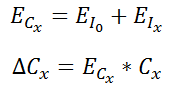 E_{C_x} = E_{I_0} + E_{I_x}
ΔC_x = E_{C_x} * C_x